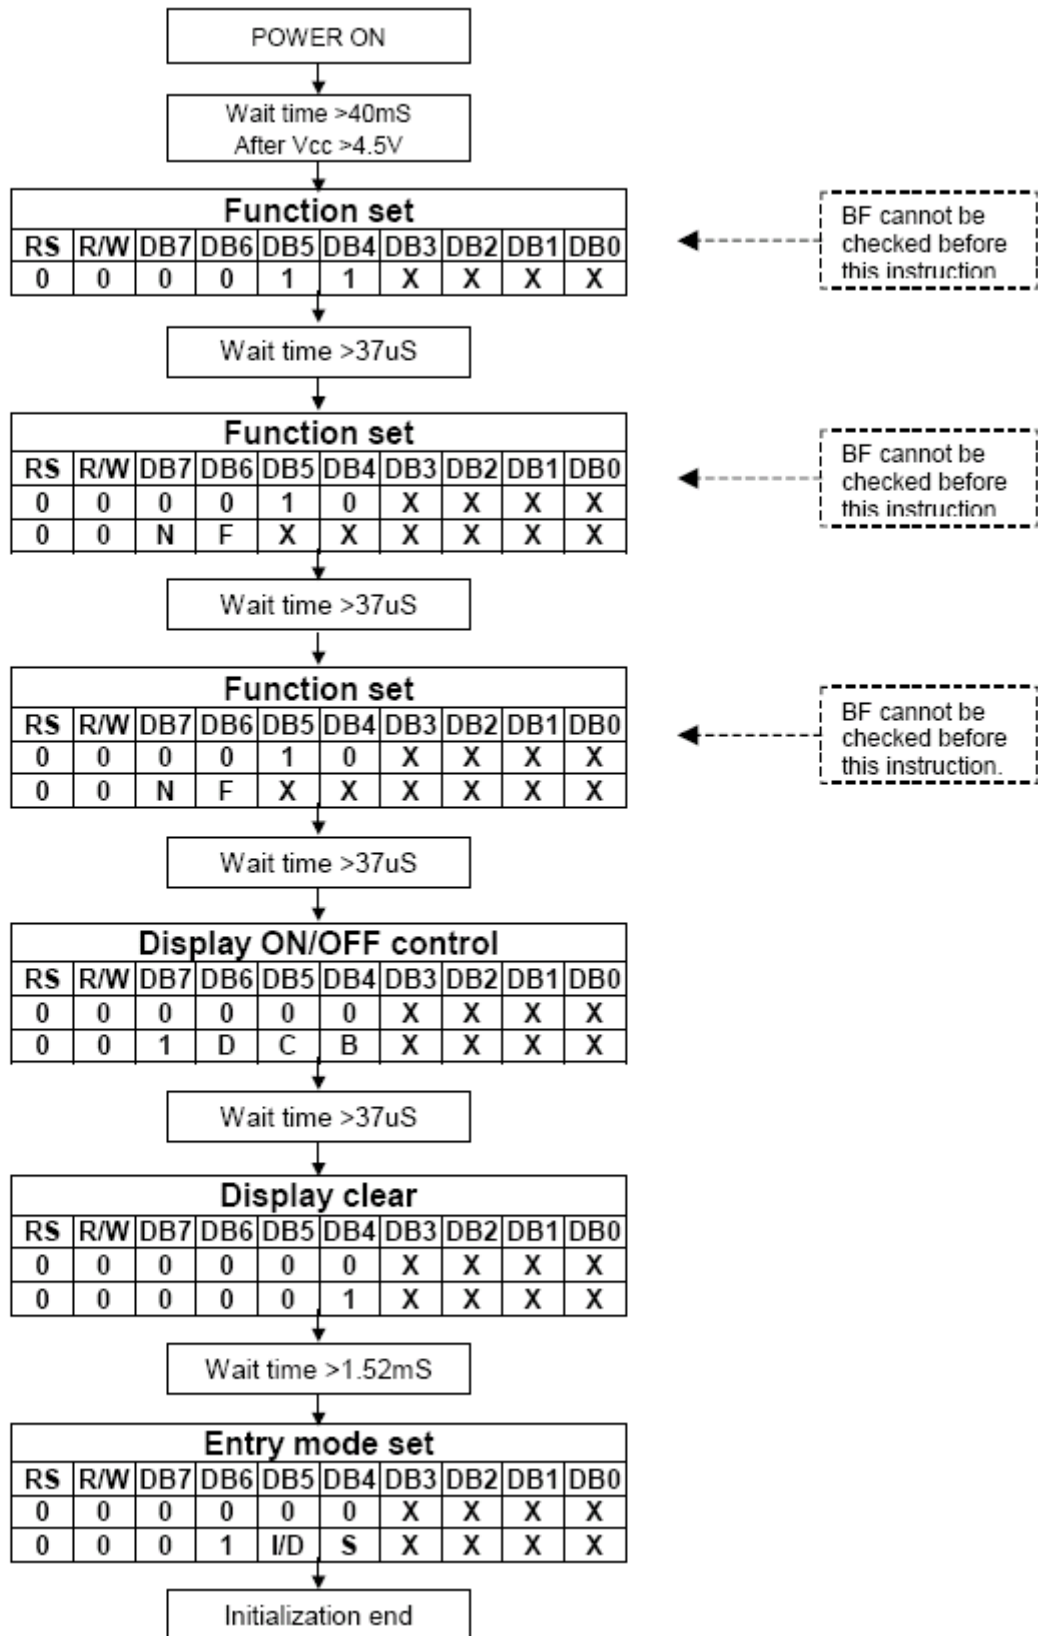 POWER ON
Wait time >40mS
After Vcc >4.5V
Function set
RS R/W DB7 DB6 DB5 DB4 DB3 DB2 DB1 DB0
0 0 0 0 1 1 X X X X
BF cannot be
checked before
this instruction
Wait time >37uS
Function set
RS R/W DB7 DB6 DB5 DB4 DB3 DB2 DB1 DB0
0 0 0 0 1 0 X X X X
0 0 N F X X X X X X
BF cannot be
checked before
this instruction
Wait time >37uS
Function set
RS R/W DB7 DB6 DB5 DB4 DB3 DB2 DB1 DB0
0 0 0 0 1 0 X X X X
0 0 N F X X X X X X
BF cannot be
checked before
this instruction.
Wait time >37uS
Display ON/OFF control
RS R/W DB7 DB6 DB5 DB4 DB3 DB2 DB1 DB0
0 0 0 0 0 0 X X X X
0 0 1 D C B X X X X
Wait time >37uS
Display clear
RS R/W DB7 DB6 DB5 DB4 DB3 DB2 DB1 DB0
0 0 0 0 0 0 X X X X
0 0 0 0 0 1 X X X X
Wait time >1.52mS
Entry mode set
RS R/W DB7 DB6 DB5 DB4 DB3 DB2 DB1 DB0
0 0 0 0 0 0 X X X X
0 0 0 1 I/D S X X X X
Initialization end